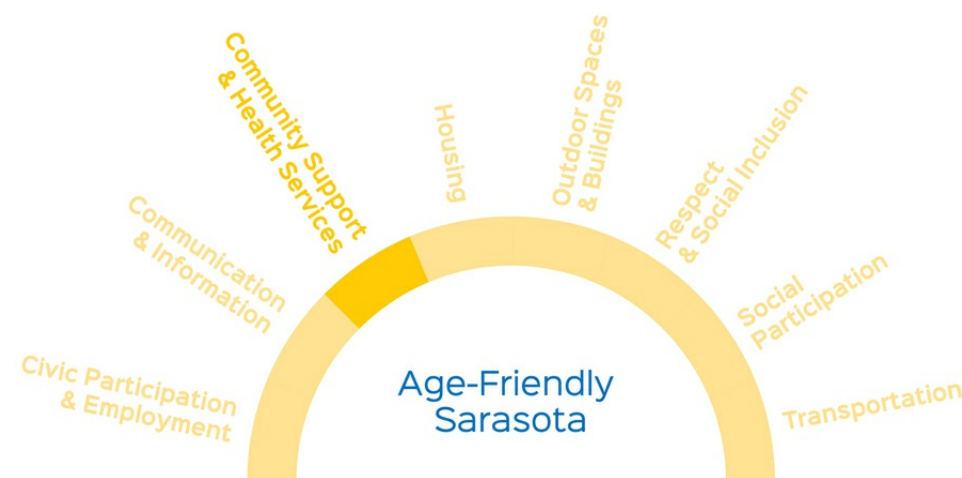 Civic Participation
& Employment
Communication
& Information
Community Support
& Health Services
Housing
Outdoor Spaces
& Buildings
Respect
& Social Inclusion
Social
Participation
Transportation
Age-Friendly
Sarasota